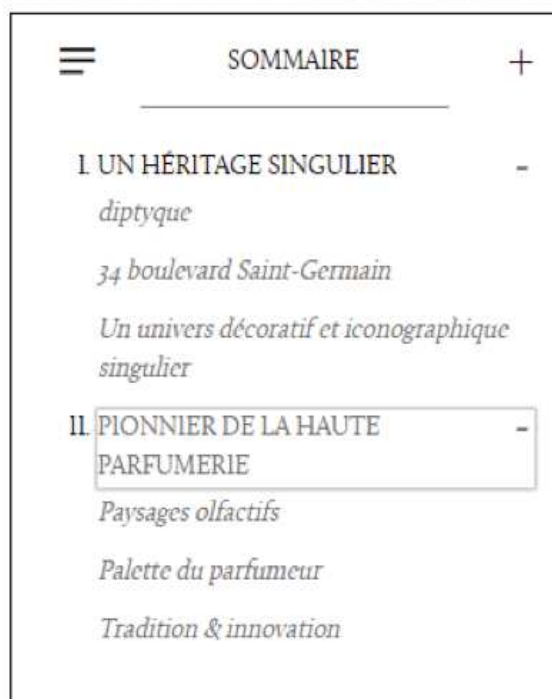 SOMMAIRE +
I. UN HÉRITAGE SINGULIER -
diptyque
34 boulevard Saint-Germain
Un univers décoratif et iconographique
singulier
II. PIONNIER DE LA HAUTE -
PARFUMERIE
Paysages olfactifs
Palette du parfumeur
Tradition & innovation